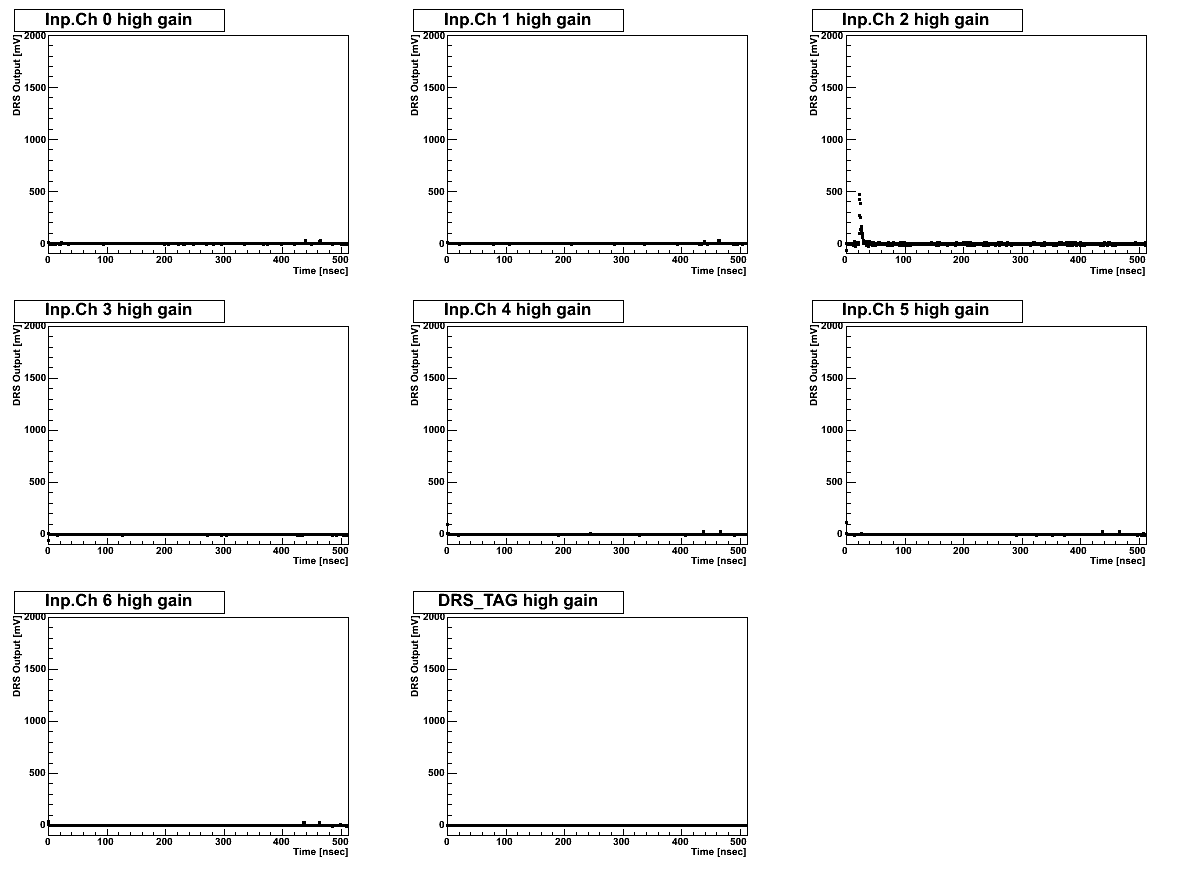 Inp.Ch 0 high gain
DRS Output [mV]
2000
1500
1000
500
0
0 100 200 300 400 500
Time [nsec]
Inp.Ch 1 high gain
DRS Output [mV]
2000
1500
1000
500
0
0 100 200 300 400 500
Time [nsec]
Inp.Ch 2 high gain
DRS Output [mV]
2000
1500
1000
500
0
0 100 200 300 400 500
Time [nsec]
Inp.Ch 3 high gain
DRS Output [mV]
2000
1500
1000
500
0
0 100 200 300 400 500
Time [nsec]
Inp.Ch 4 high gain
DRS Output [mV]
2000
1500
1000
500
0
0 100 200 300 400 500
Time [nsec]
Inp.Ch 5 high gain
DRS Output [mV]
2000
1500
1000
500
0
0 100 200 300 400 500
Time [nsec]
Inp.Ch 6 high gain
DRS Output [mV]
2000
1500
1000
500
0
0 100 200 300 400 500
Time [nsec]
DRS_TAG high gain
DRS Output [mV]
2000
1500
1000
500
0
0 100 200 300 400 500
Time [nsec]